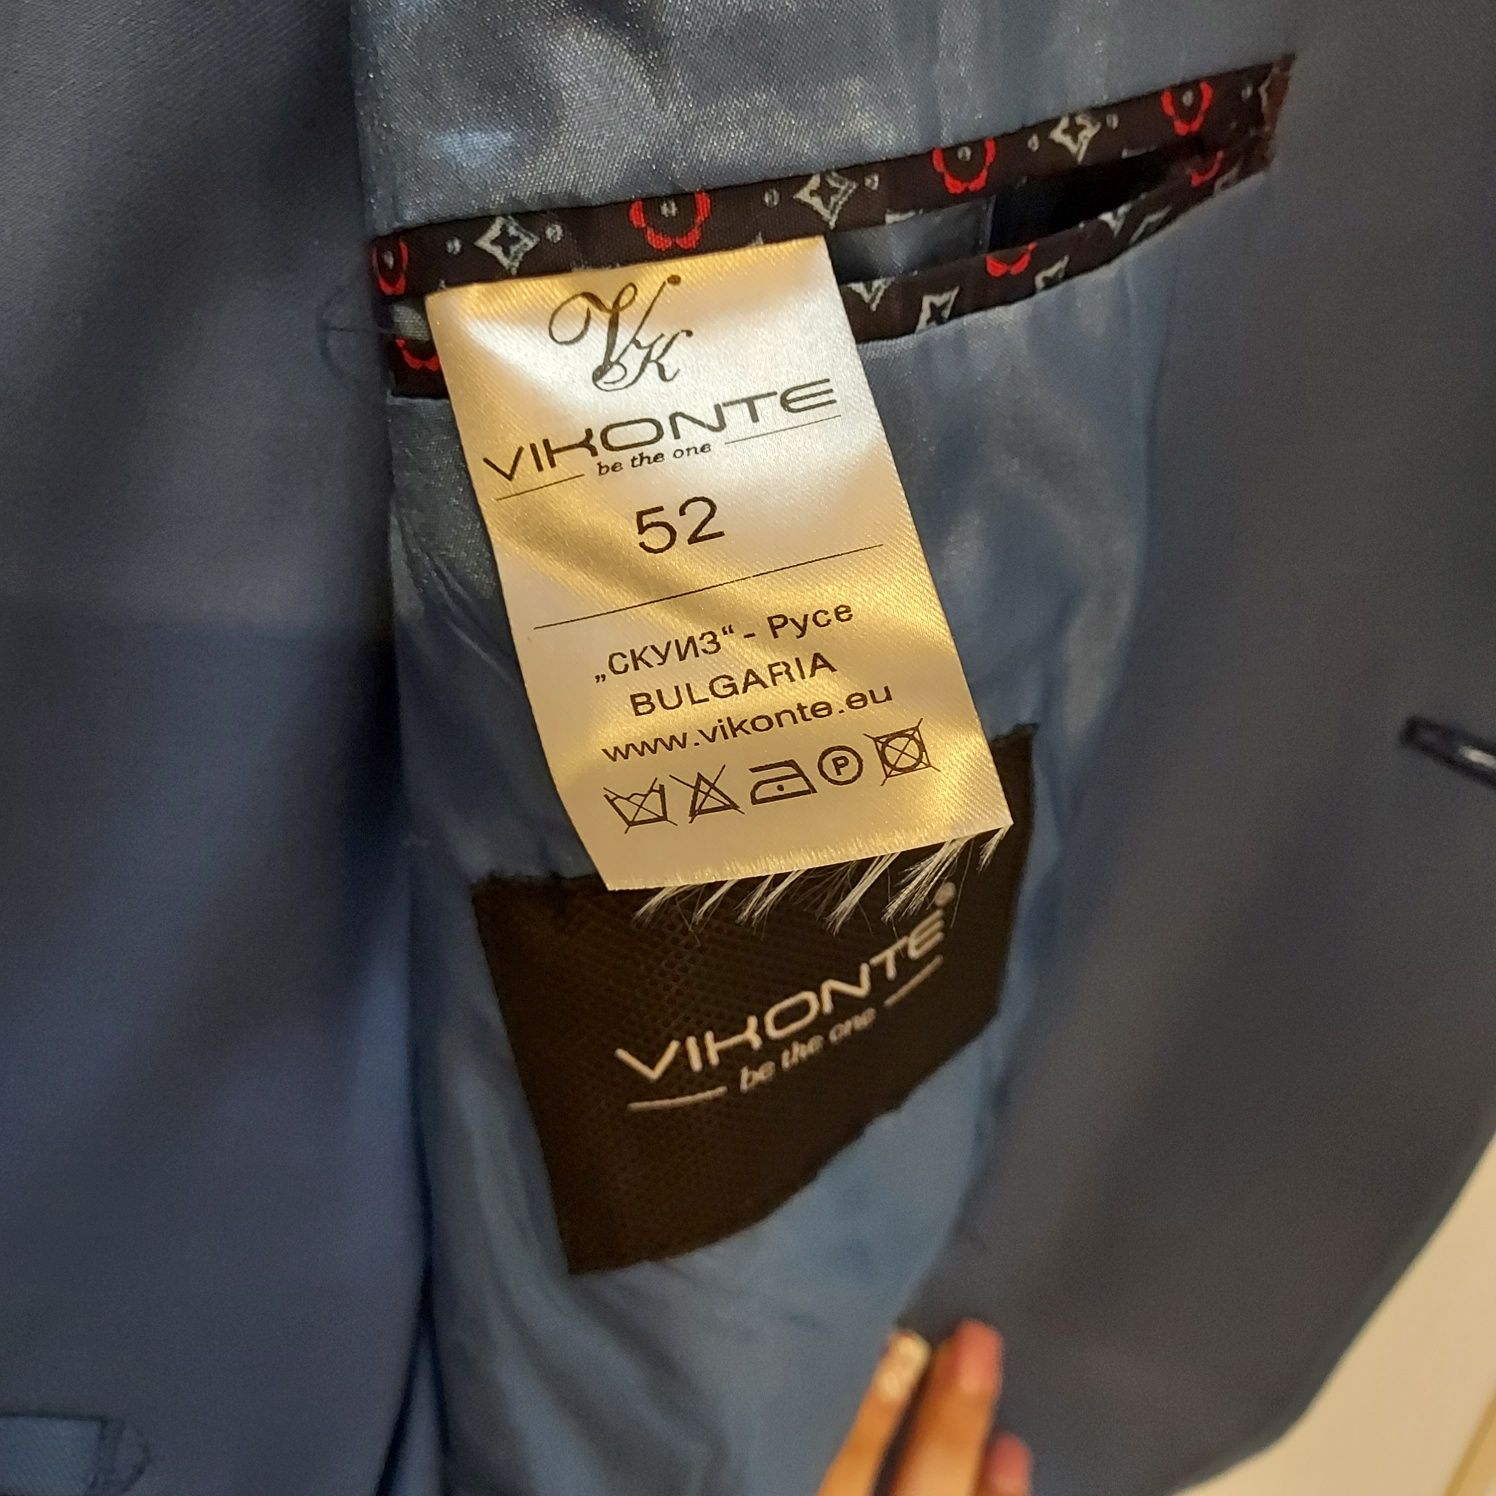 VK
VIKONTE
be the one
52
„СКУИЗ“ - Русе
BULGARIA
www.vikonte.eu
P
VIKONTE®
be the one